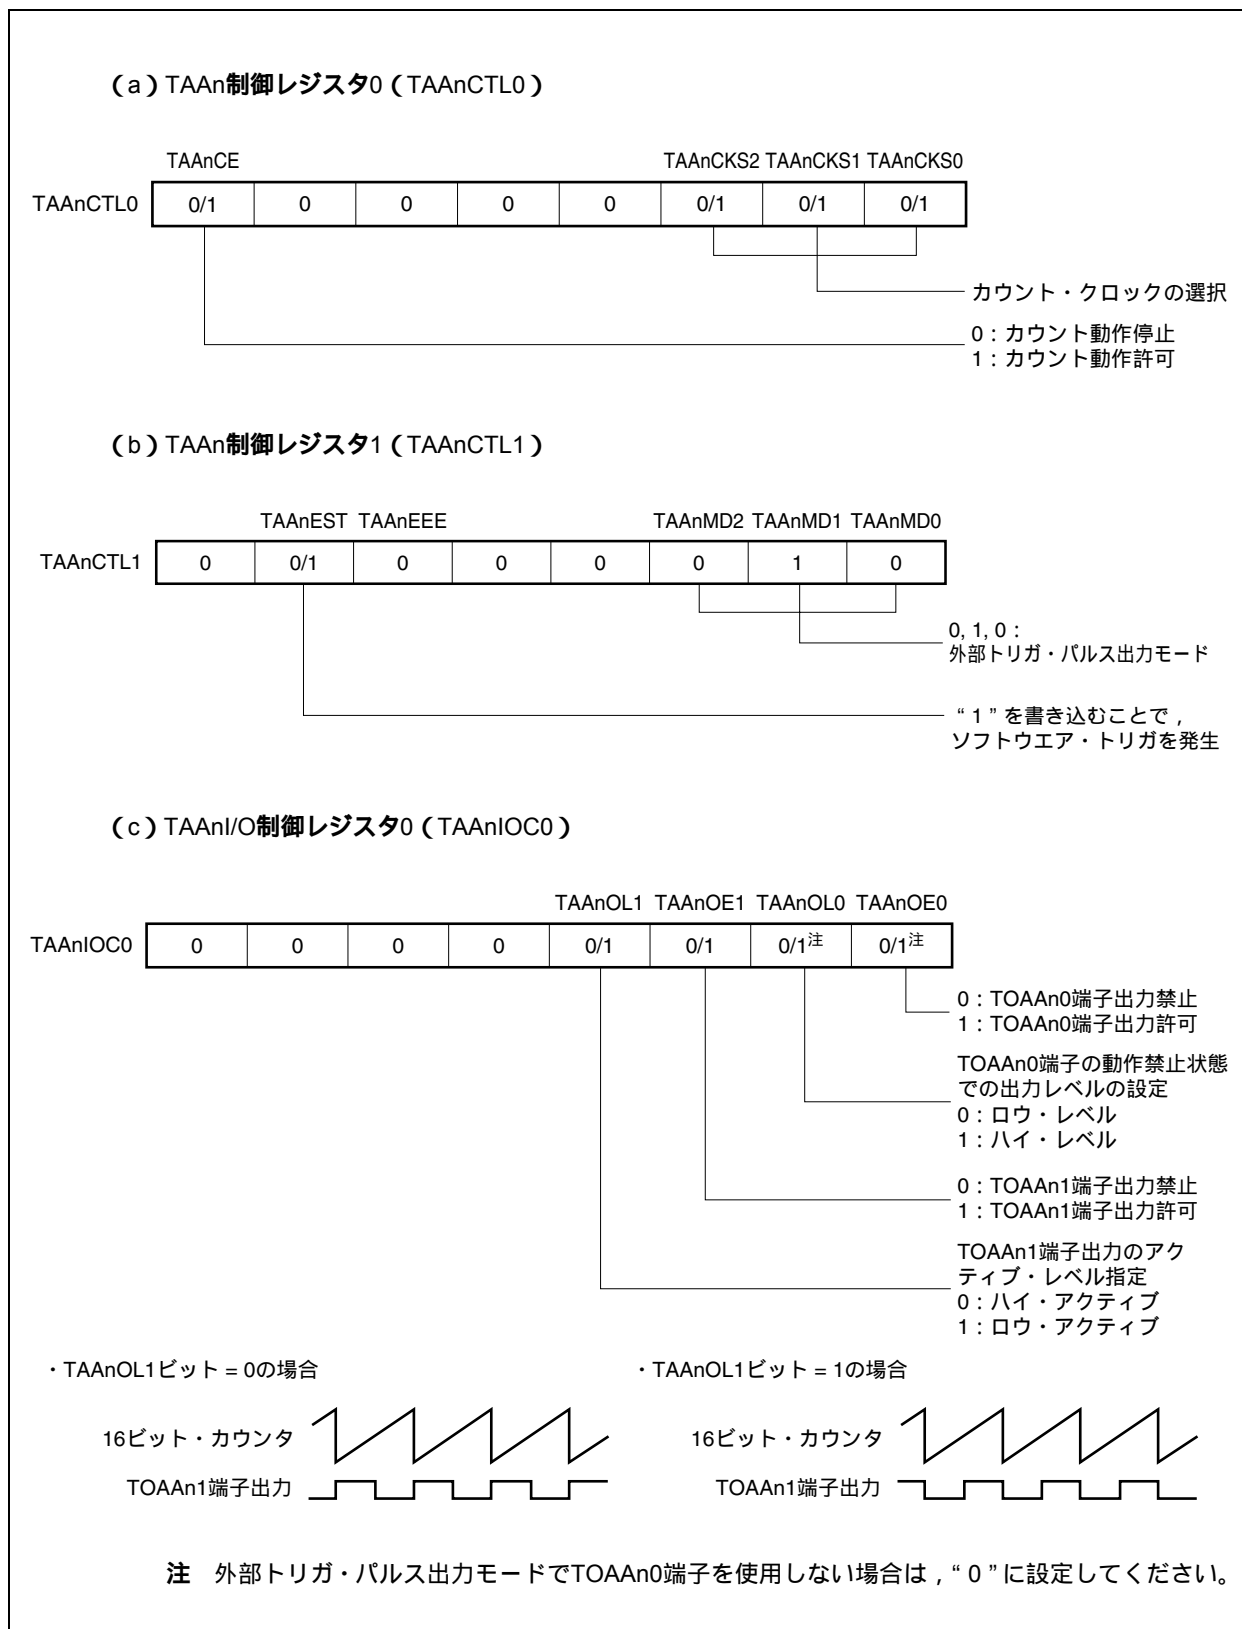 （a）TAAn制御レジスタ0（TAAnCTL0）
TAAnCE TAAnCKS2 TAAnCKS1 TAAnCKS0
TAAnCTL0 0/1 0 0 0 0 0/1 0/1 0/1
カウント・クロックの選択
0：カウント動作停止
1：カウント動作許可
（b）TAAn制御レジスタ1（TAAnCTL1）
TAAnEST TAAnEEE TAAnMD2 TAAnMD1 TAAnMD0
TAAnCTL1 0 0/1 0 0 0 0 1 0
0, 1, 0：
外部トリガ・パルス出力モード
“1”を書き込むことで，
ソフトウエア・トリガを発生
（c）TAAnI/O制御レジスタ0（TAAnIOC0）
TAAnOL1 TAAnOE1 TAAnOL0 TAAnOE0
TAAnIOC0 0 0 0 0 0/1 0/1 0/1注 0/1注
0：TOAAn0端子出力禁止
1：TOAAn0端子出力許可
TOAAn0端子の動作禁止状態
での出力レベルの設定
0：ロウ・レベル
1：ハイ・レベル
0：TOAAn1端子出力禁止
1：TOAAn1端子出力許可
TOAAn1端子出力のアク
ティブ・レベル指定
0：ハイ・アクティブ
1：ロウ・アクティブ
・TAAnOL1ビット = 0の場合 ・TAAnOL1ビット = 1の場合
16ビット・カウンタ 16ビット・カウンタ
TOAAn1端子出力 TOAAn1端子出力
注 外部トリガ・パルス出力モードでTOAAn0端子を使用しない場合は，“0”に設定してください。